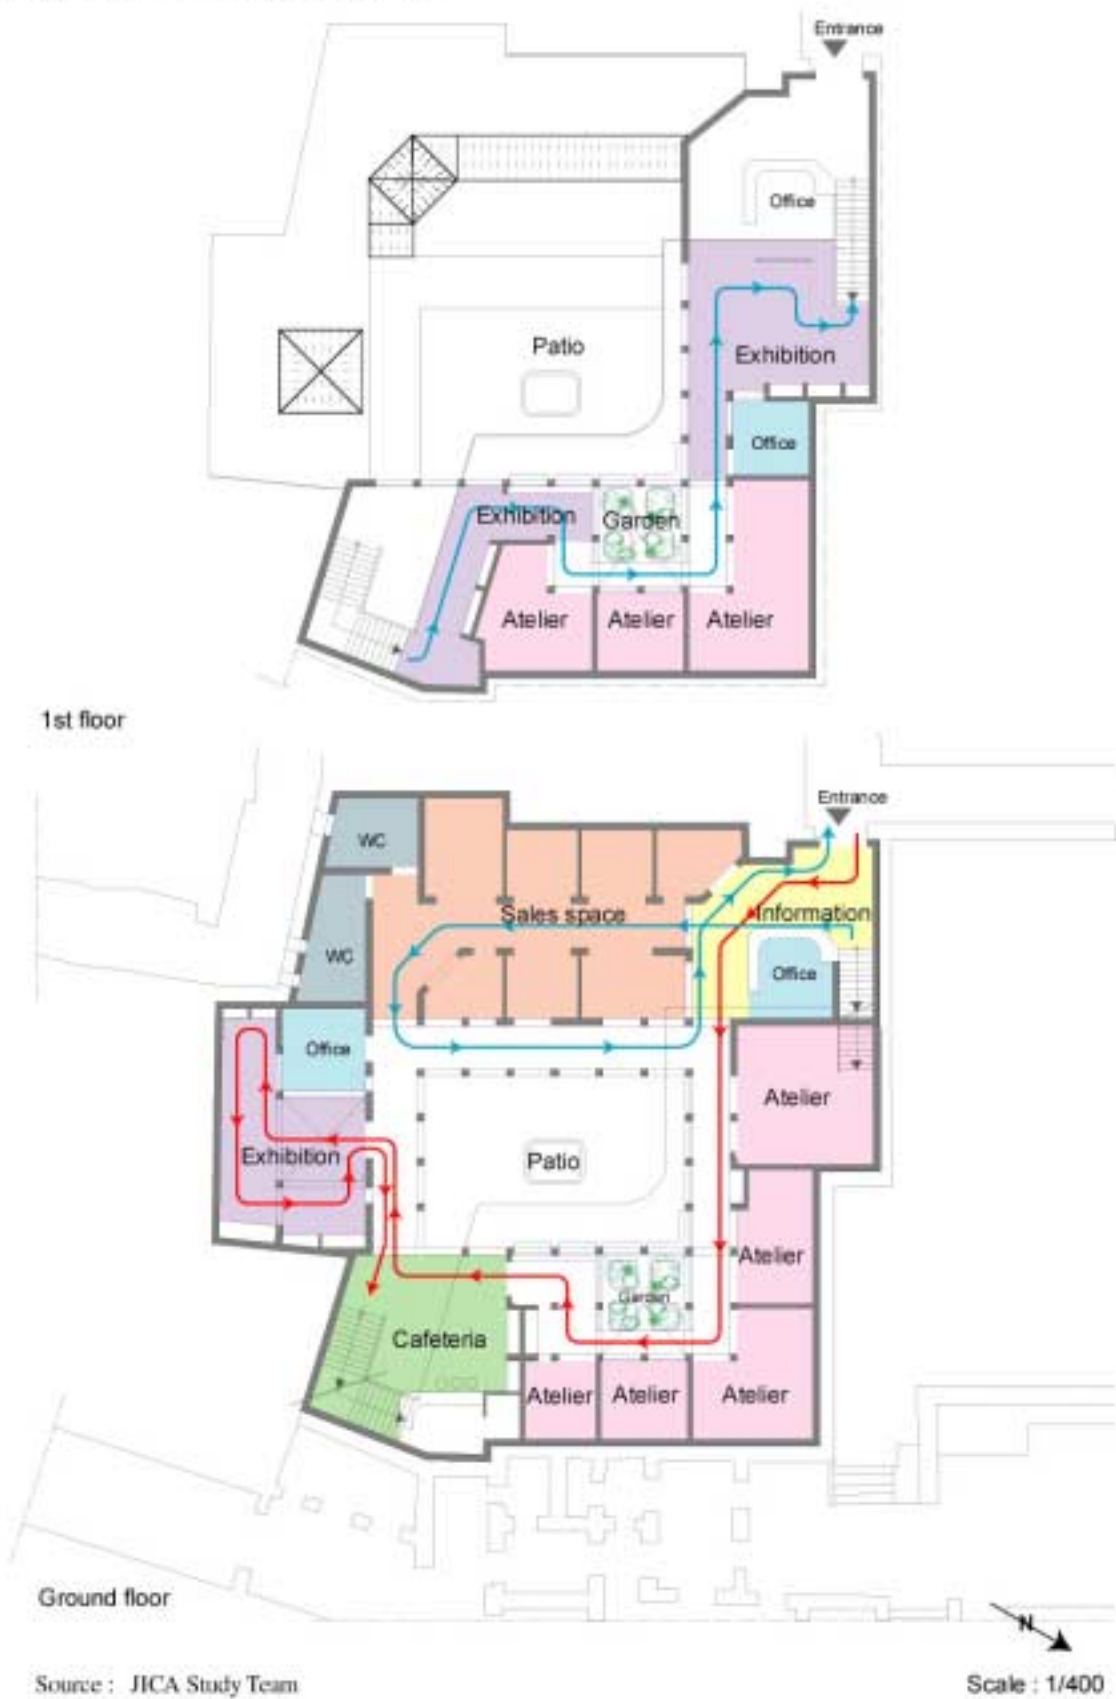 Entrance
Office
Patio
Exhibition
Office
Exhibition
Garden
Atelier
Atelier
Atelier
1st floor
Entrance
WC
Sales space
Information
WC
Office
Office
Atelier
Exhibition
Patio
Atelier
Garden
Cafeteria
Atelier
Atelier
Atelier
Ground floor
N
Source : JICA Study Team
Scale : 1/400